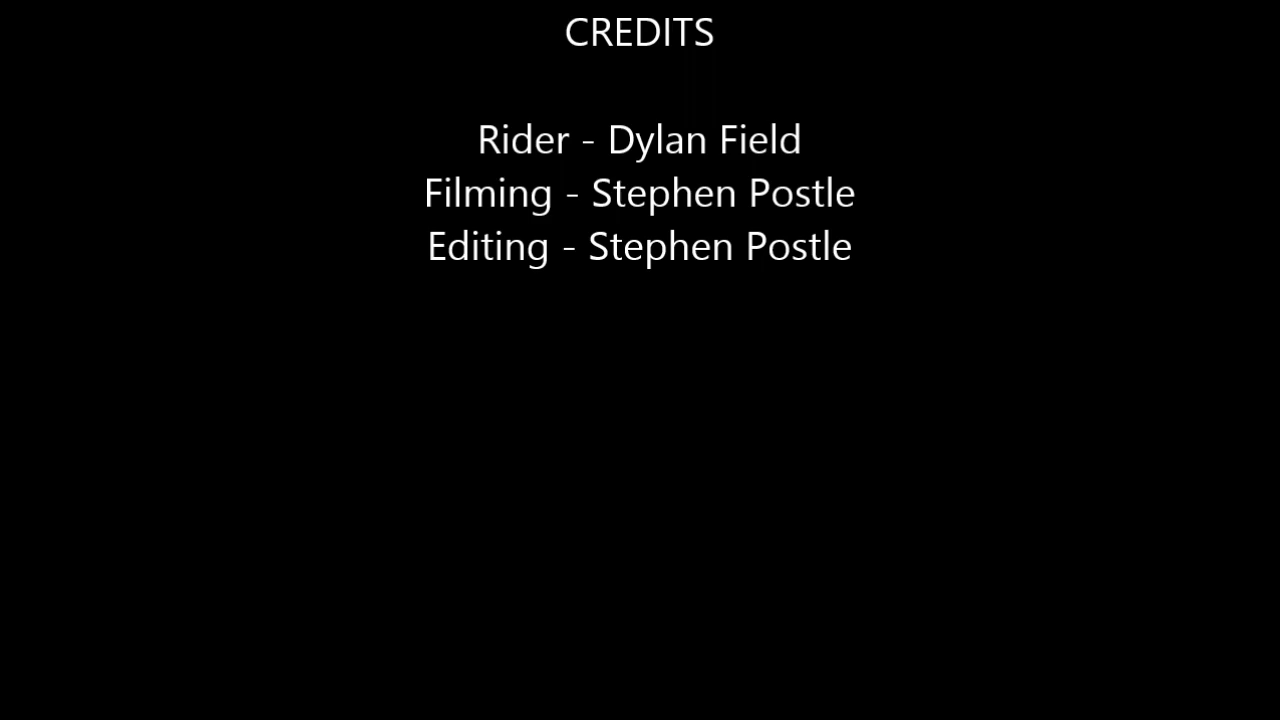 CREDITS
Rider - Dylan Field
Filming - Stephen Postle
Editing - Stephen Postle